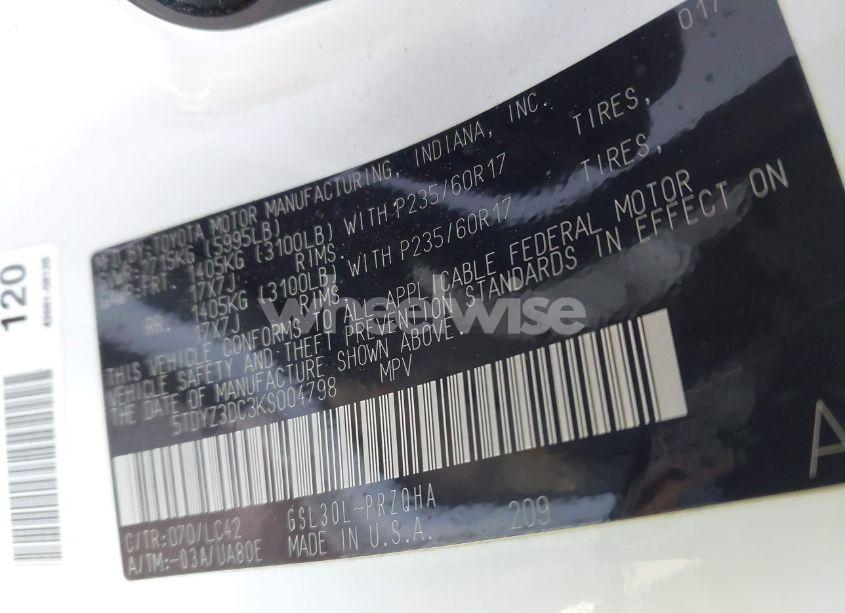 017
MFD BY: TOYOTA MOTOR MANUFACTURING, INDIANA, INC.
GVWR: 2715KG (5995LB)
GAWR-FRT: 1405KG (3100LB) WITH P235/60R17 TIRES,
17X7J RIMS,
RR: 1405KG (3100LB) WITH P235/60R17 TIRES,
17X7J RIMS
THIS VEHICLE CONFORMS TO ALL APPLICABLE FEDERAL MOTOR
VEHICLE SAFETY AND THEFT PREVENTION STANDARDS IN EFFECT ON
THE DATE OF MANUFACTURE SHOWN ABOVE.
5TDYZ3DC3KS004798 MPV
C/TR: 070/LC42 GSL30L-PRZQHA
A/TM:-03A/UA80E MADE IN U.S.A. 209
A
120
wheelwise